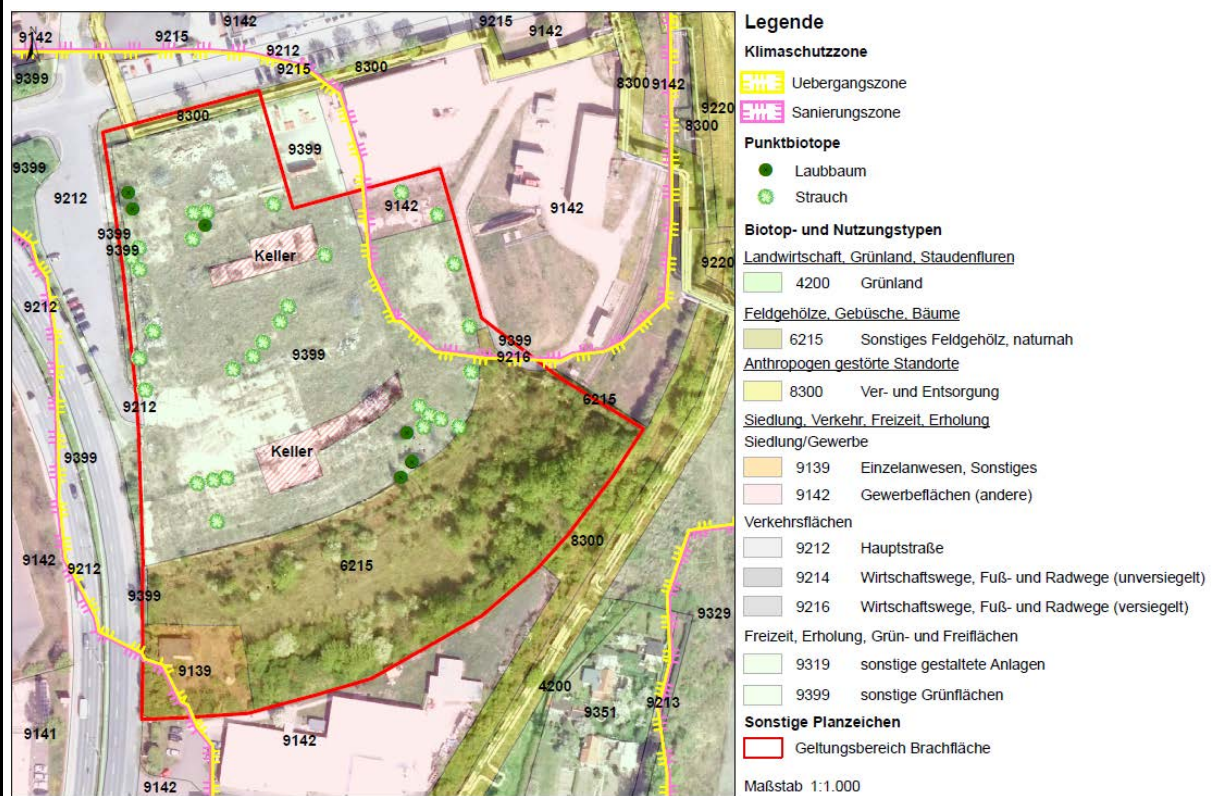 9142
9215
9142
9212
9215
9142
9399
9215
8300
8300
9142
9220
8300
8300
9399
9399
9212
9142
9142
9399
9399
Keller
9220
9212
9399
9399
9216
6215
9212
Keller
9399
8300
9142
9212
6215
9399
9329
9139
4200
9351
9213
9141
9142
9142
Legende
Klimaschutzzone
Uebergangszone
Sanierungszone
Punktbiotope
Laubbaum
Strauch
Biotop- und Nutzungstypen
Landwirtschaft, Grünland, Staudenfluren
4200 Grünland
Feldgehölze, Gebüsche, Bäume
6215 Sonstiges Feldgehölz, naturnah
Anthropogen gestörte Standorte
8300 Ver- und Entsorgung
Siedlung, Verkehr, Freizeit, Erholung
Siedlung/Gewerbe
9139 Einzelanwesen, Sonstiges
9142 Gewerbeflächen (andere)
Verkehrsflächen
9212 Hauptstraße
9214 Wirtschaftswege, Fuß- und Radwege (unversiegelt)
9216 Wirtschaftswege, Fuß- und Radwege (versiegelt)
Freizeit, Erholung, Grün- und Freiflächen
9319 sonstige gestaltete Anlagen
9399 sonstige Grünflächen
Sonstige Planzeichen
Geltungsbereich Brachfläche
Maßstab 1:1.000